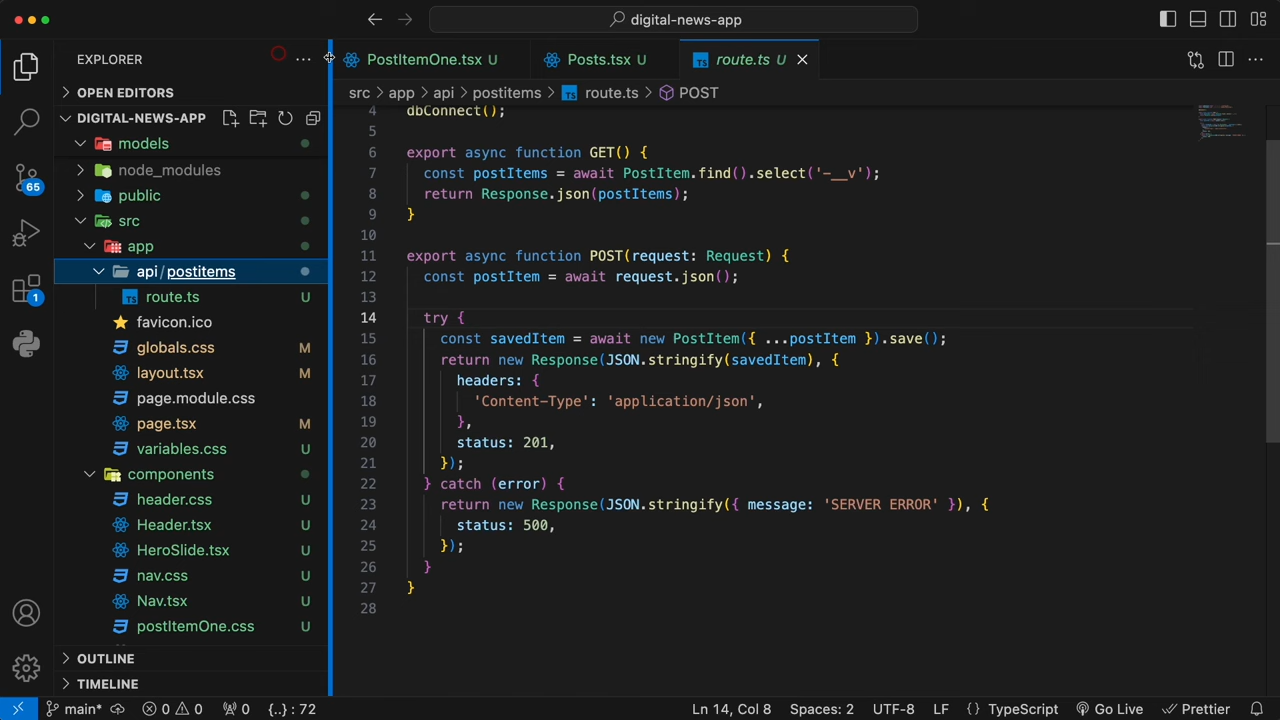 digital-news-app
EXPLORER
OPEN EDITORS
DIGITAL-NEWS-APP
models
node_modules
public
src
app
api/postitems
route.ts U
favicon.ico
globals.css M
layout.tsx M
page.module.css
page.tsx M
variables.css U
components
header.css U
Header.tsx U
HeroSlide.tsx U
nav.css U
Nav.tsx U
postItemOne.css U
OUTLINE
TIMELINE
65
1
PostItemOne.tsx U
Posts.tsx U
TS route.ts U
src > app > api > postitems > TS route.ts > POST
4 dbConnect();
5
6 export async function GET() {
7 const postItems = await PostItem.find().select('-__v');
8 return Response.json(postItems);
9 }
10
11 export async function POST(request: Request) {
12 const postItem = await request.json();
13
14 try {
15 const savedItem = await new PostItem({ ...postItem }).save();
16 return new Response(JSON.stringify(savedItem), {
17 headers: {
18 'Content-Type': 'application/json',
19 },
20 status: 201,
21 });
22 } catch (error) {
23 return new Response(JSON.stringify({ message: 'SERVER ERROR' }), {
24 status: 500,
25 });
26 }
27 }
28
main* 0 0 0 {..} : 72 Ln 14, Col 8 Spaces: 2 UTF-8 LF {} TypeScript Go Live Prettier